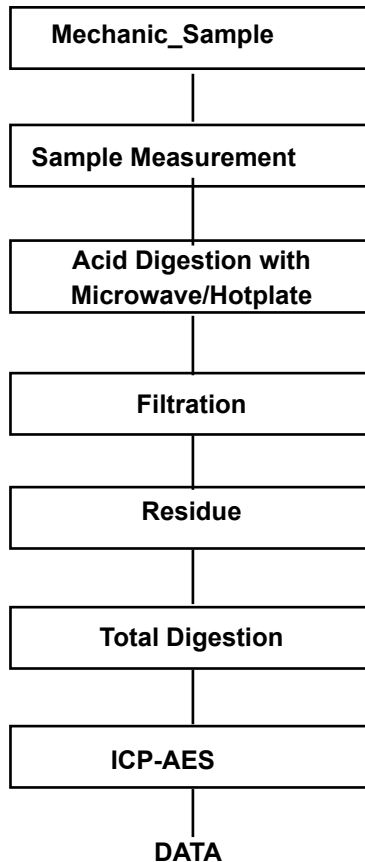 Mechanic_Sample
Sample Measurement
Acid Digestion with
Microwave/Hotplate
Filtration
Residue
Total Digestion
ICP-AES
DATA